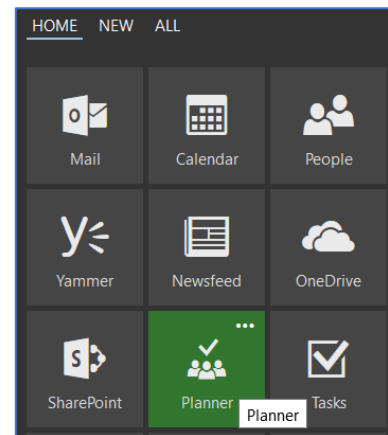 HOME NEW ALL
Mail Calendar People
Yammer Newsfeed OneDrive
SharePoint Planner Tasks
Planner